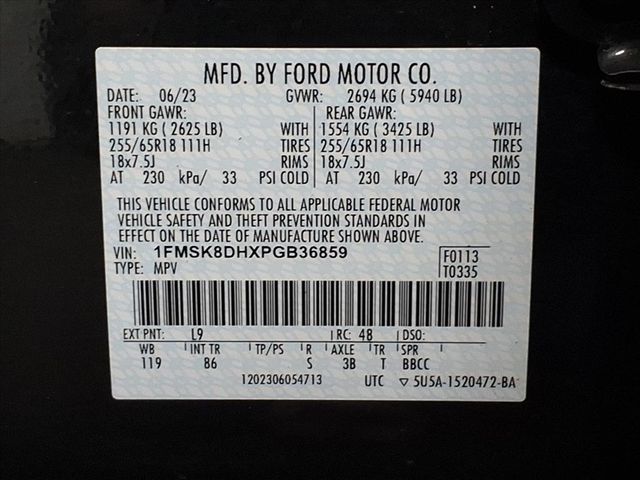 MFD. BY FORD MOTOR CO.
DATE: 06/23 GVWR: 2694 KG ( 5940 LB)
FRONT GAWR: REAR GAWR:
1191 KG ( 2625 LB) WITH 1554 KG ( 3425 LB) WITH
255/65R18 111H TIRES 255/65R18 111H TIRES
18x7.5J RIMS 18x7.5J RIMS
AT 230 kPa/ 33 PSI COLD AT 230 kPa/ 33 PSI COLD
THIS VEHICLE CONFORMS TO ALL APPLICABLE FEDERAL MOTOR
VEHICLE SAFETY AND THEFT PREVENTION STANDARDS IN
EFFECT ON THE DATE OF MANUFACTURE SHOWN ABOVE.
VIN: 1FMSK8DHXPGB36859 F0113
TYPE: MPV T0335
EXT PNT: L9 RC: 48 DSO:
WB INT TR TP/PS R AXLE TR SPR
119 86 S 3B T BBCC
1202306054713 UTC ▽ 5U5A-1520472-BA